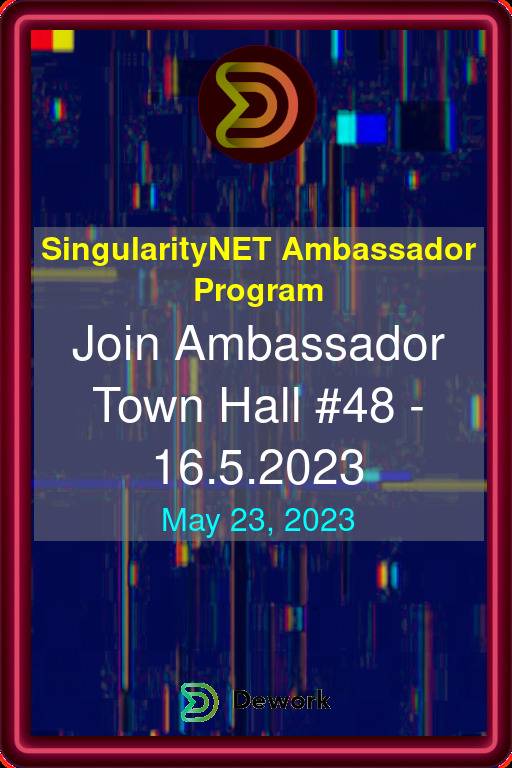 SingularityNET Ambassador
Program
Join Ambassador
Town Hall #48 -
16.5.2023
May 23, 2023
Dework